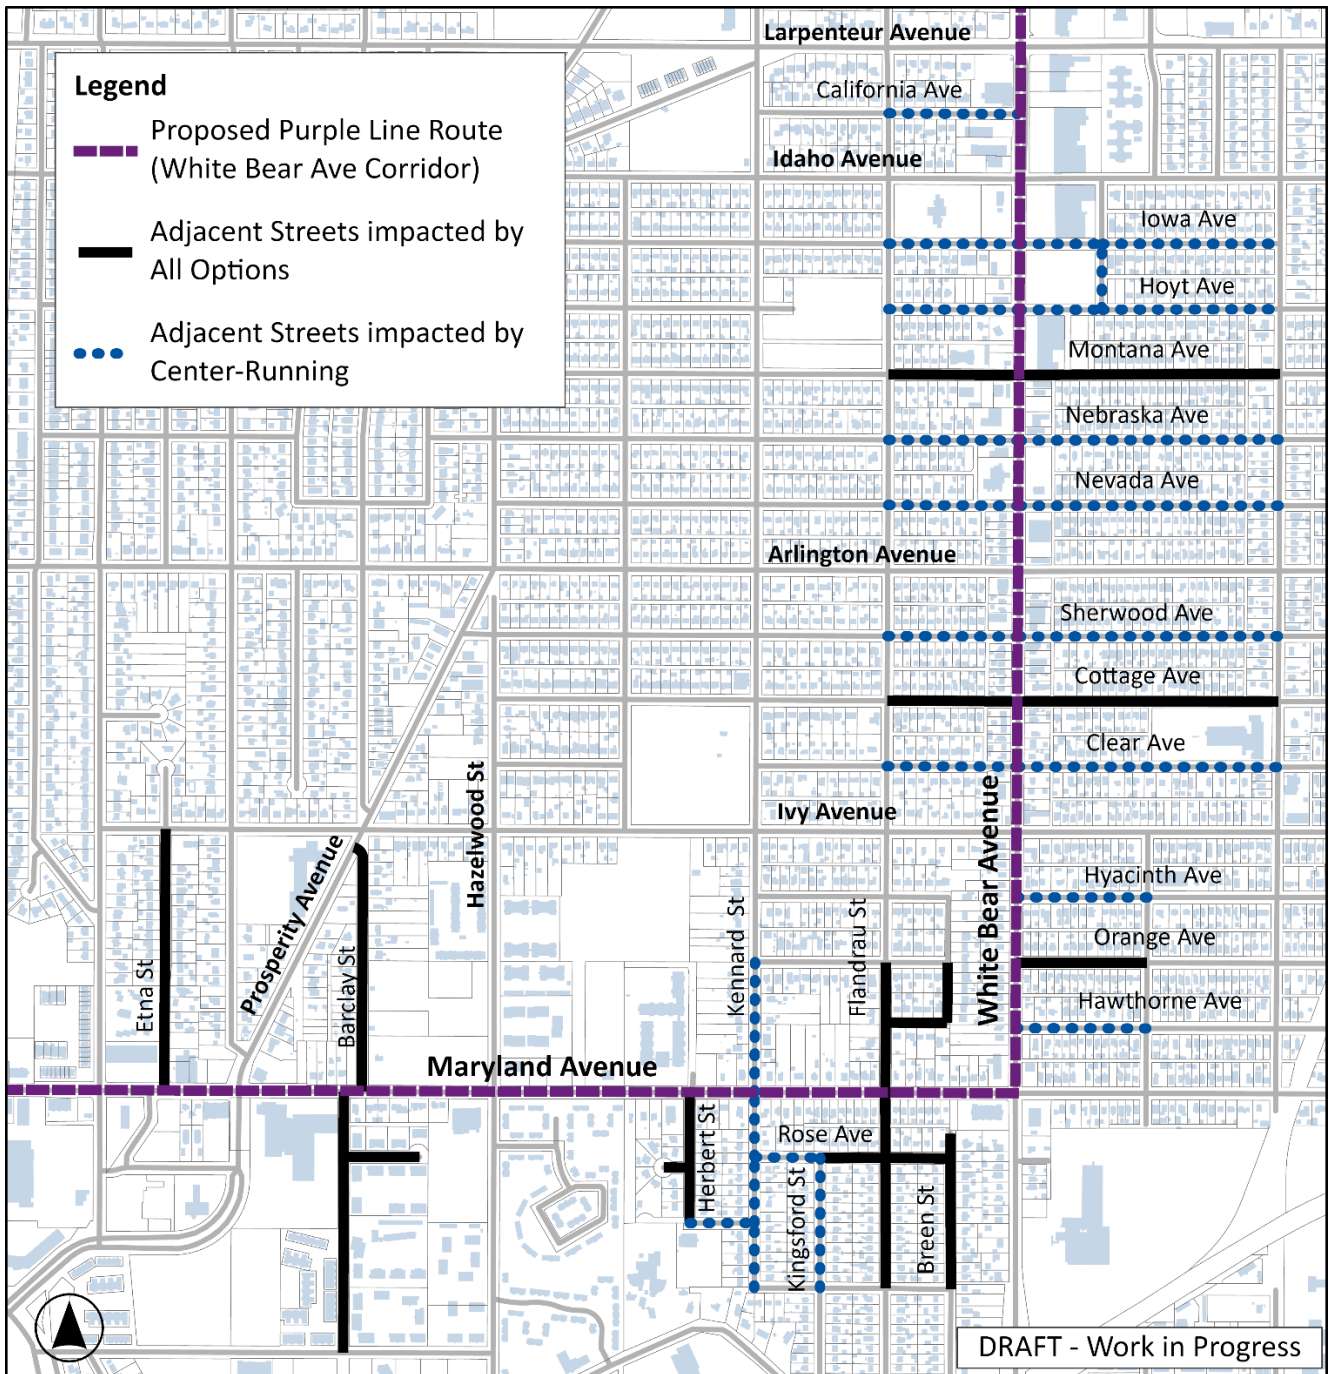 Larpenteur Avenue
Legend
Proposed Purple Line Route
(White Bear Ave Corridor)
Adjacent Streets impacted by
All Options
Adjacent Streets impacted by
Center-Running
California Ave
Idaho Avenue
Iowa Ave
Hoyt Ave
Montana Ave
Nebraska Ave
Nevada Ave
Arlington Avenue
Sherwood Ave
Cottage Ave
Clear Ave
Ivy Avenue
Hazelwood St
White Bear Avenue
Prosperity Avenue
Hyacinth Ave
Kennard St
Flandrau St
Orange Ave
Etna St
Barclay St
Hawthorne Ave
Maryland Avenue
Rose Ave
Herbert St
Kingsford St
Breen St
DRAFT - Work in Progress